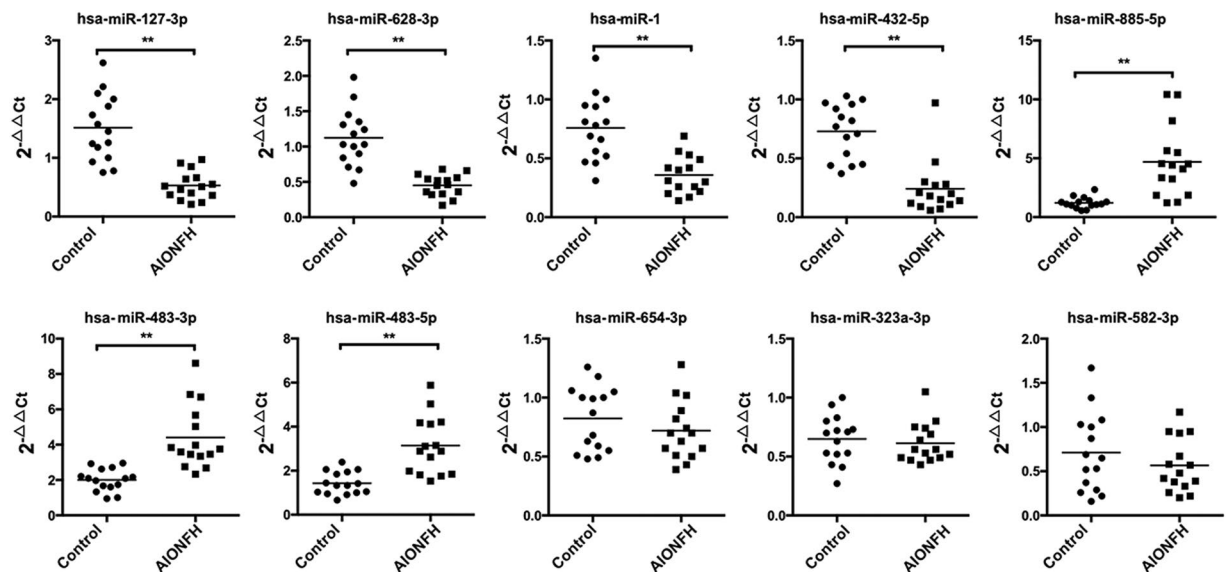 hsa-miR-127-3p
2-ΔΔCt
3
2
1
0
**
Control
AIONFH
hsa-miR-628-3p
2-ΔΔCt
2.5
2.0
1.5
1.0
0.5
0.0
**
Control
AIONFH
hsa-miR-1
2-ΔΔCt
1.5
1.0
0.5
0.0
**
Control
AIONFH
hsa-miR-432-5p
2-ΔΔCt
1.5
1.0
0.5
0.0
**
Control
AIONFH
hsa-miR-885-5p
2-ΔΔCt
15
10
5
0
**
Control
AIONFH
hsa-miR-483-3p
2-ΔΔCt
10
8
6
4
2
0
**
Control
AIONFH
hsa-miR-483-5p
2-ΔΔCt
8
6
4
2
0
**
Control
AIONFH
hsa-miR-654-3p
2-ΔΔCt
1.5
1.0
0.5
0.0
Control
AIONFH
hsa-miR-323a-3p
2-ΔΔCt
1.5
1.0
0.5
0.0
Control
AIONFH
hsa-miR-582-3p
2-ΔΔCt
2.0
1.5
1.0
0.5
0.0
Control
AIONFH